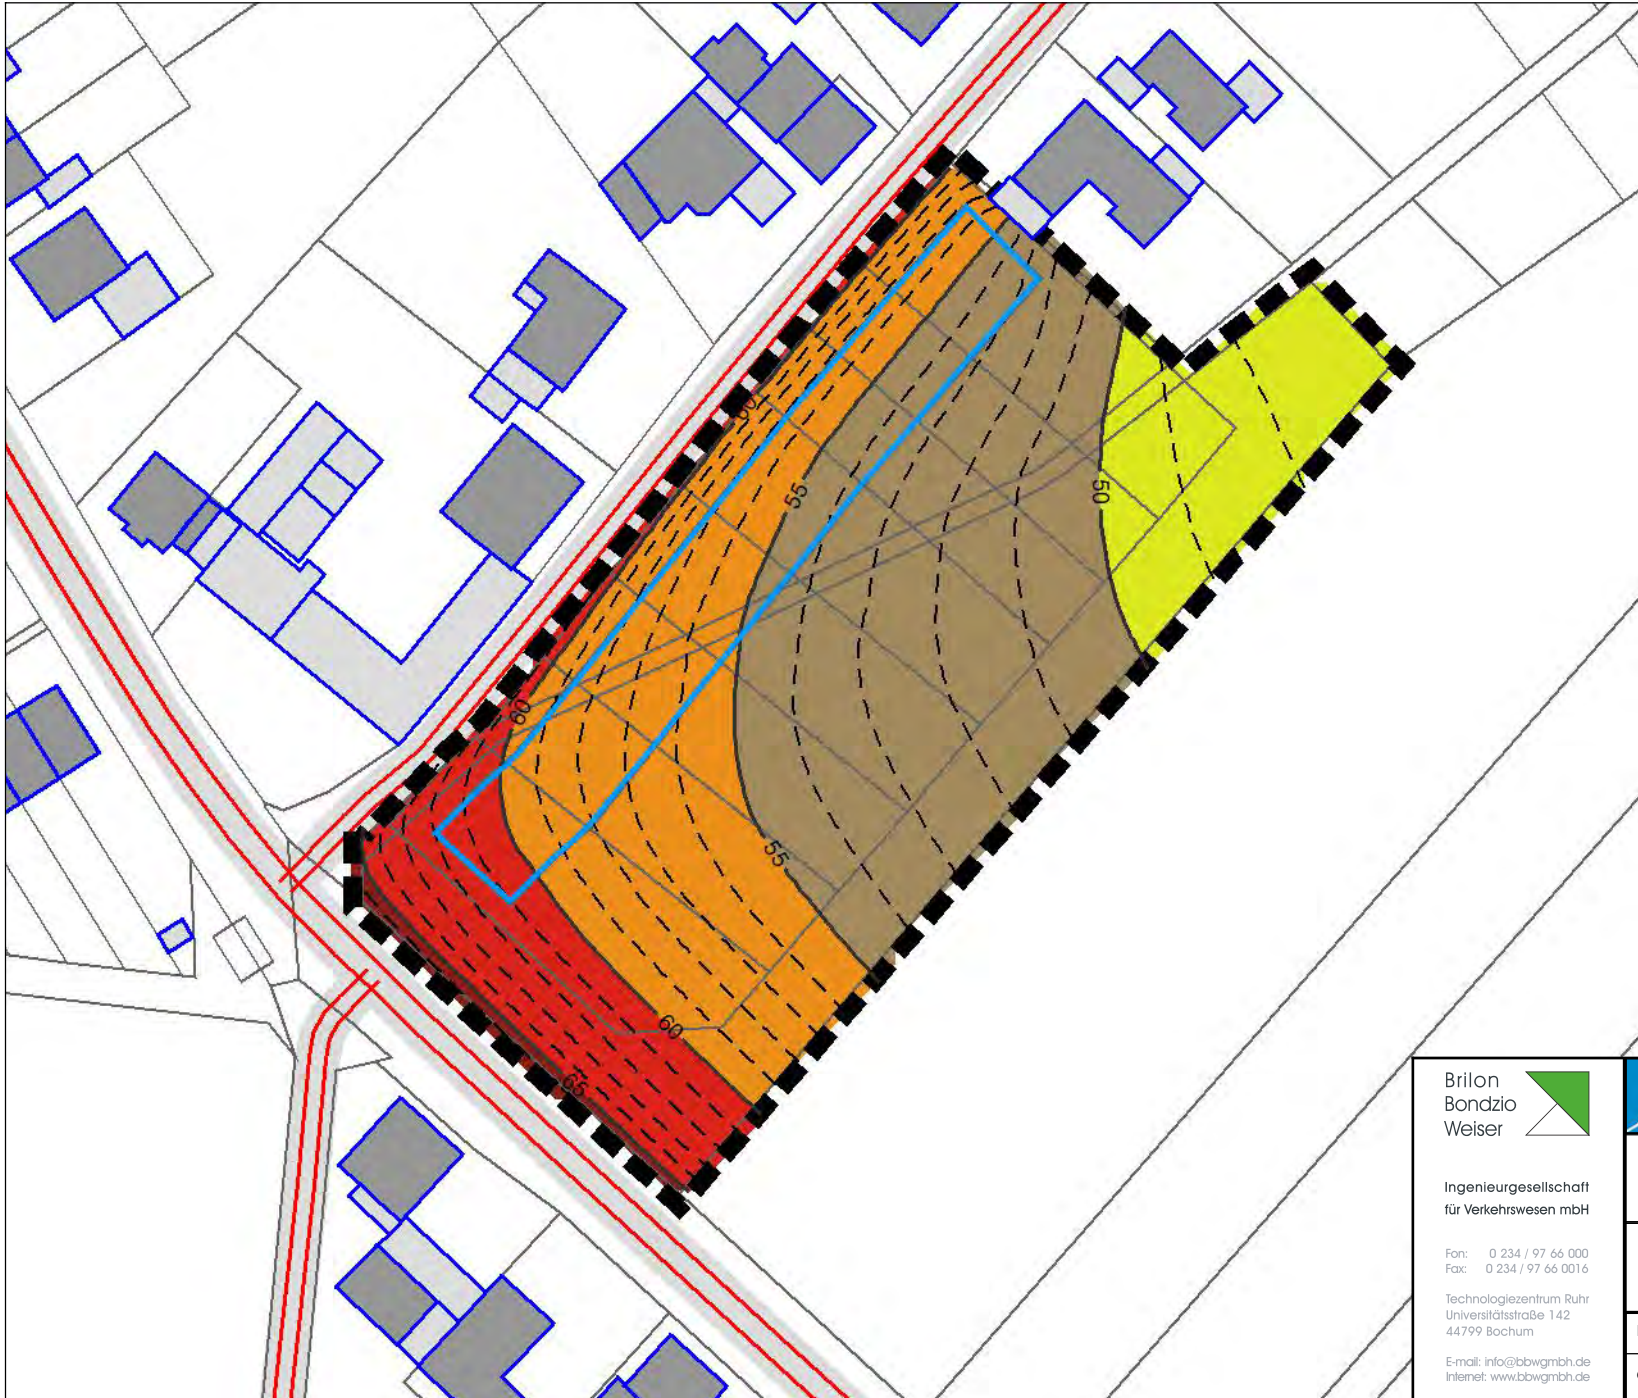 60
55
50
60
55
60
65
Brilon
Bondzio
Weiser
Ingenieurgesellschaft
für Verkehrswesen mbH
Fon: 0 234 / 97 66 000
Fax: 0 234 / 97 66 0016
Technologiezentrum Ruhr
Universitätsstraße 142
44799 Bochum
E-mail: info@bbwgmbh.de
Internet: www.bbwgmbh.de